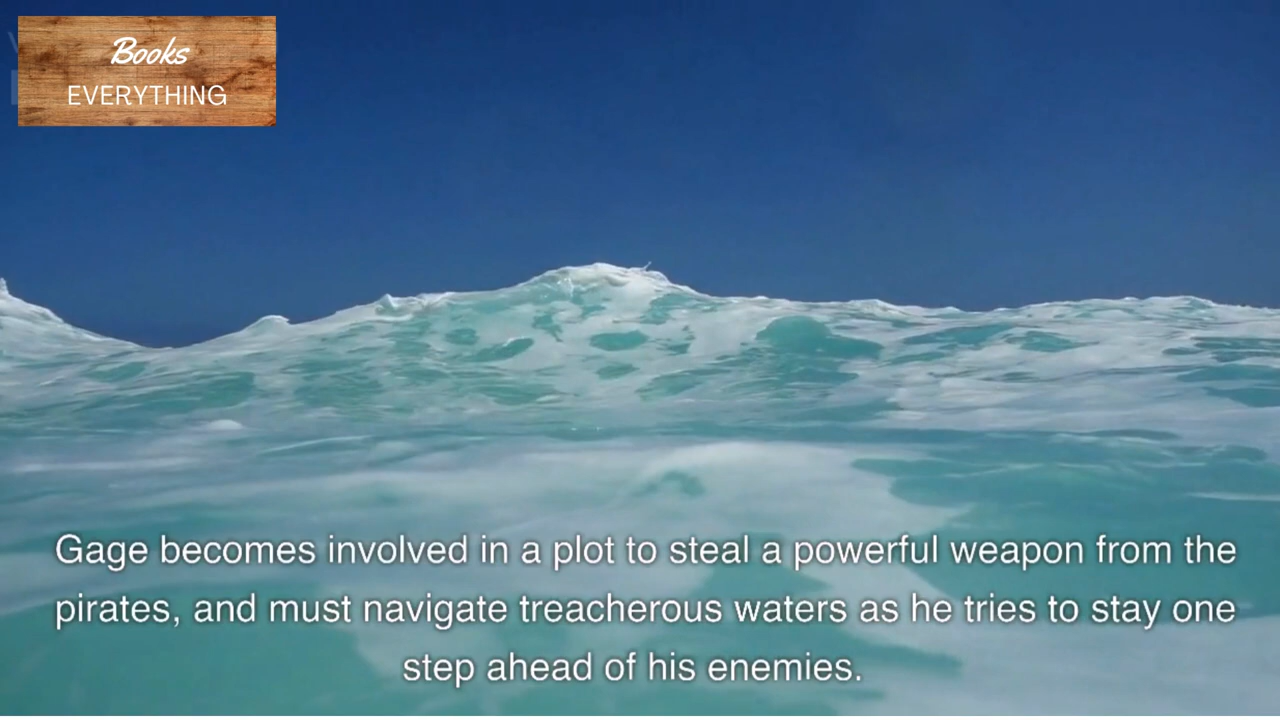 Books
EVERYTHING
Gage becomes involved in a plot to steal a powerful weapon from the
pirates, and must navigate treacherous waters as he tries to stay one
step ahead of his enemies.